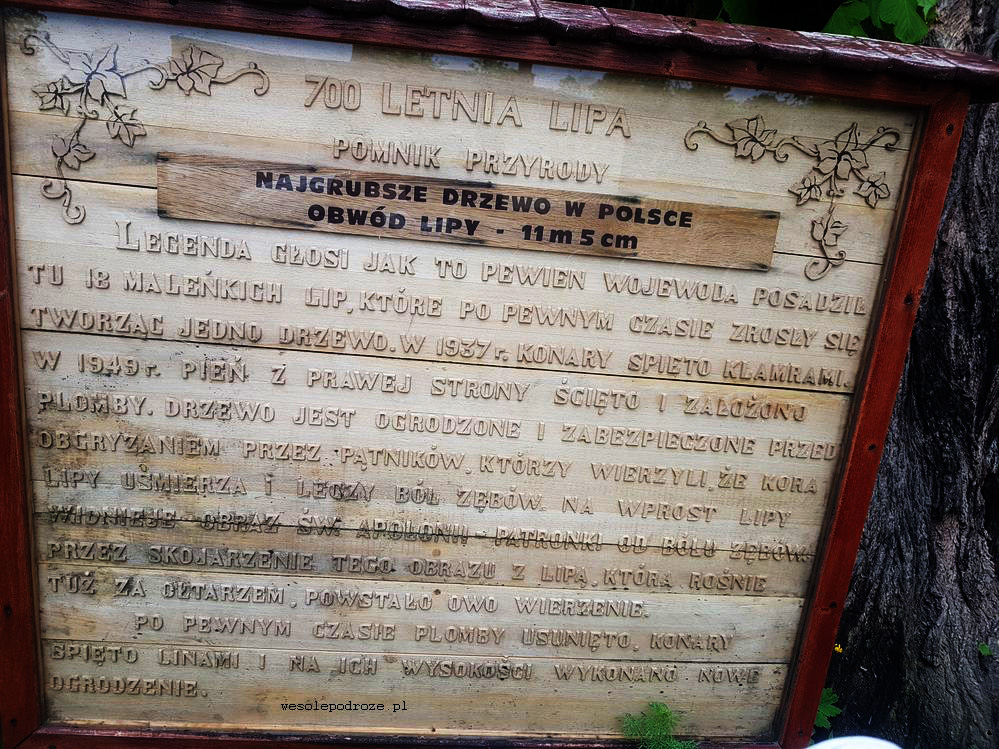 700 LETNIA LIPA
POMNIK PRZYRODY
NAJGRUBSZE DRZEWO W POLSCE
OBWÓD LIPY - 11m 5cm
LEGENDA GŁOSI JAK TO PEWIEN WOJEWODA POSADZIŁ
TU 18 MALEŃKICH LIP, KTÓRE PO PEWNYM CZASIE ZROSŁY SIĘ
TWORZĄC JEDNO DRZEWO. W 1937 r. KONARY SPIĘTO KLAMRAMI.
W 1949 r. PIEŃ Z PRAWEJ STRONY ŚCIĘTO I ZAŁOŻONO
PLOMBY. DRZEWO JEST OGRODZONE I ZABEZPIECZONE PRZED
OBGRYZANIEM PRZEZ PĄTNIKÓW, KTÓRZY WIERZYLI, ŻE KORA
LIPY UŚMIERZA I LECZY BÓL ZĘBÓW. NA WPROST LIPY
WIDNIEJE OBRAZ ŚW. APOLONII - PATRONKI OD BÓLU ZĘBÓW.
PRZEZ SKOJARZENIE TEGO OBRAZU Z LIPĄ, KTÓRA ROŚNIE
TUŻ ZA OŁTARZEM, POWSTAŁO OWO WIERZENIE.
PO PEWNYM CZASIE PLOMBY USUNIĘTO, KONARY
SPIĘTO LINAMI I NA ICH WYSOKOŚCI WYKONANO NOWE
OGRODZENIE.
wesolepodroze.pl